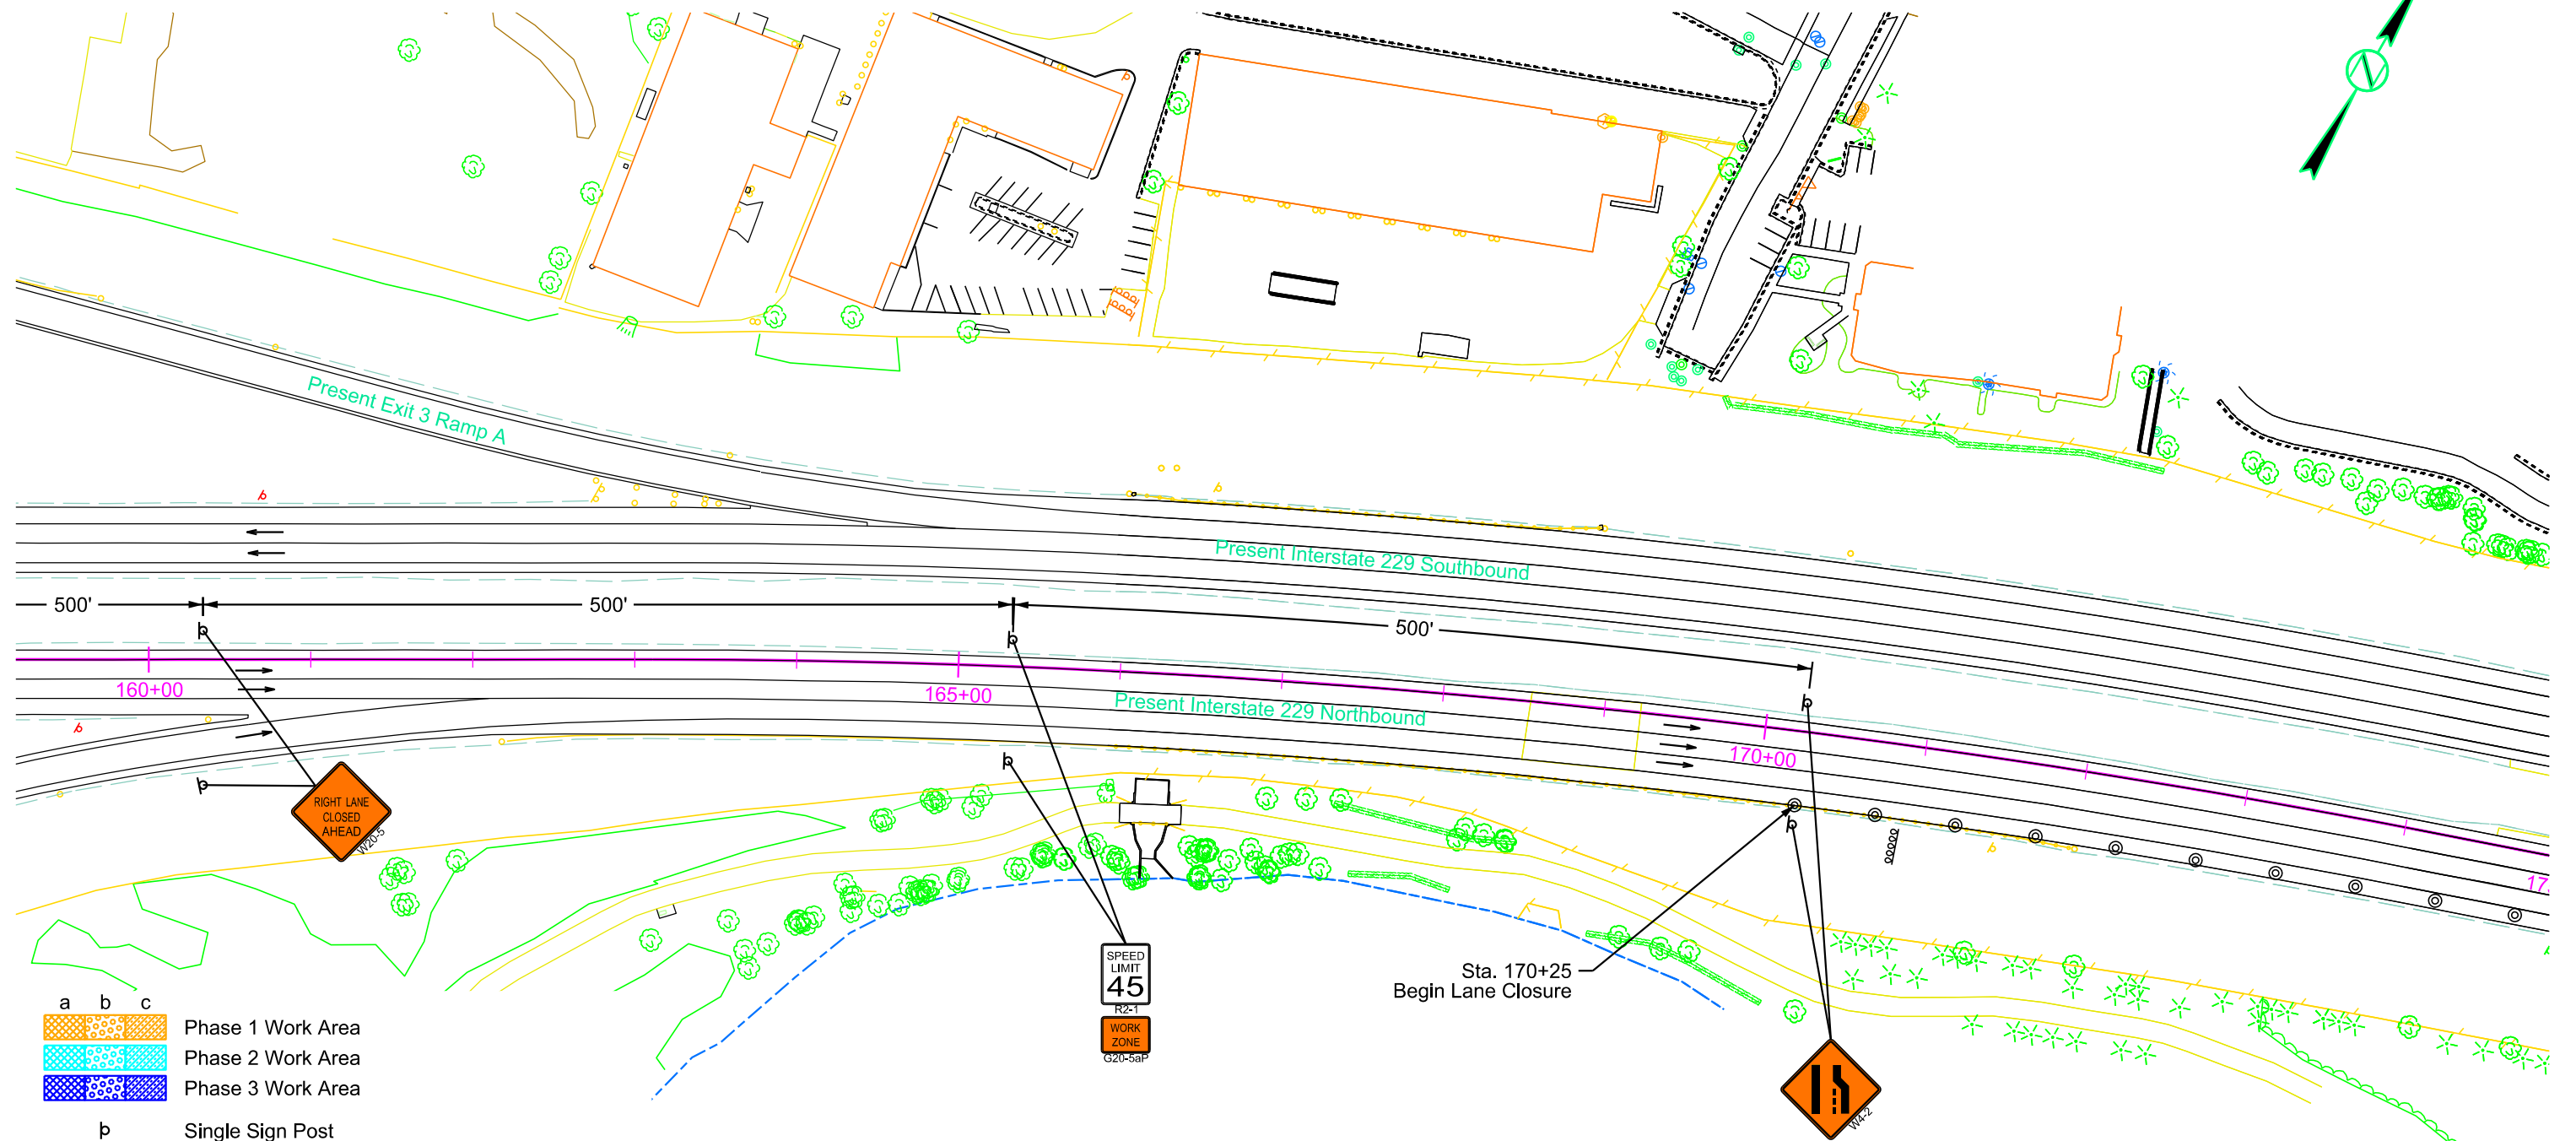 N
Present Exit 3 Ramp A
Present Interstate 229 Southbound
500'
500'
500'
160+00
165+00
Present Interstate 229 Northbound
170+00
RIGHT LANE
CLOSED
AHEAD
W20-5
SPEED
LIMIT
45
R2-1
WORK
ZONE
G20-5aP
Sta. 170+25
Begin Lane Closure
W4-2
a b c
Phase 1 Work Area
Phase 2 Work Area
Phase 3 Work Area
Single Sign Post